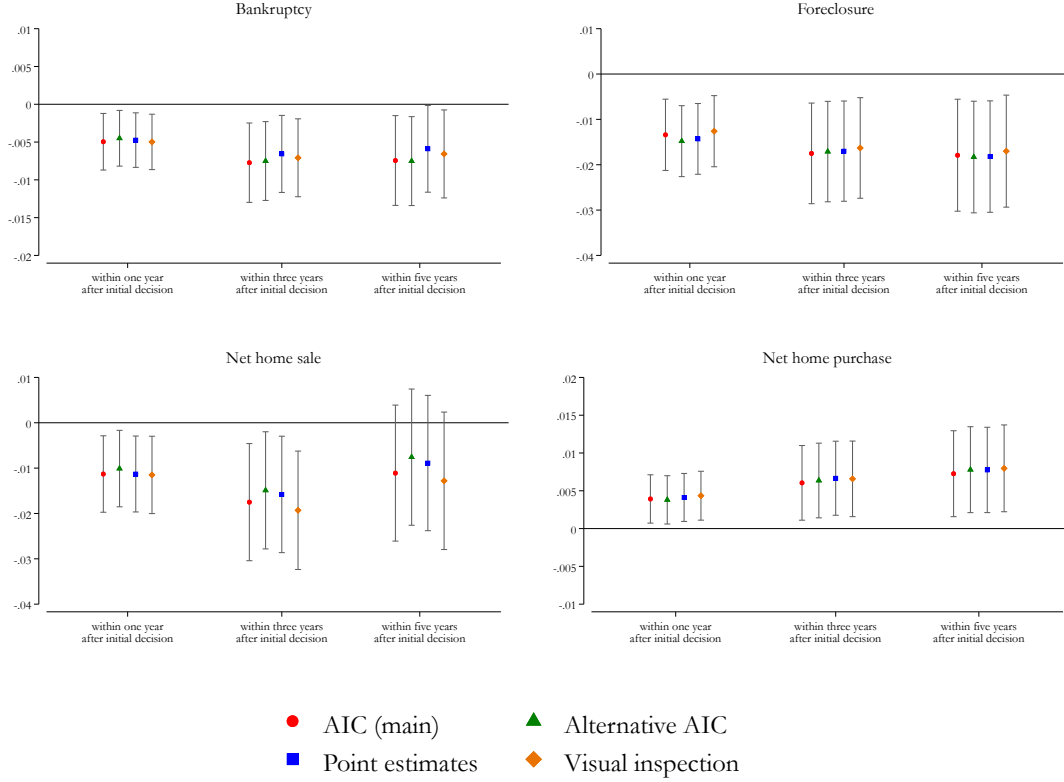 Bankruptcy
.01
.005
0
-.005
-.01
-.015
-.02
within one year
after initial decision
within three years
after initial decision
within five years
after initial decision
Foreclosure
.01
0
-.01
-.02
-.03
-.04
within one year
after initial decision
within three years
after initial decision
within five years
after initial decision
Net home sale
.01
0
-.01
-.02
-.03
-.04
within one year
after initial decision
within three years
after initial decision
within five years
after initial decision
Net home purchase
.02
.015
.01
.005
0
-.005
-.01
within one year
after initial decision
within three years
after initial decision
within five years
after initial decision
AIC (main)
Alternative AIC
Point estimates
Visual inspection